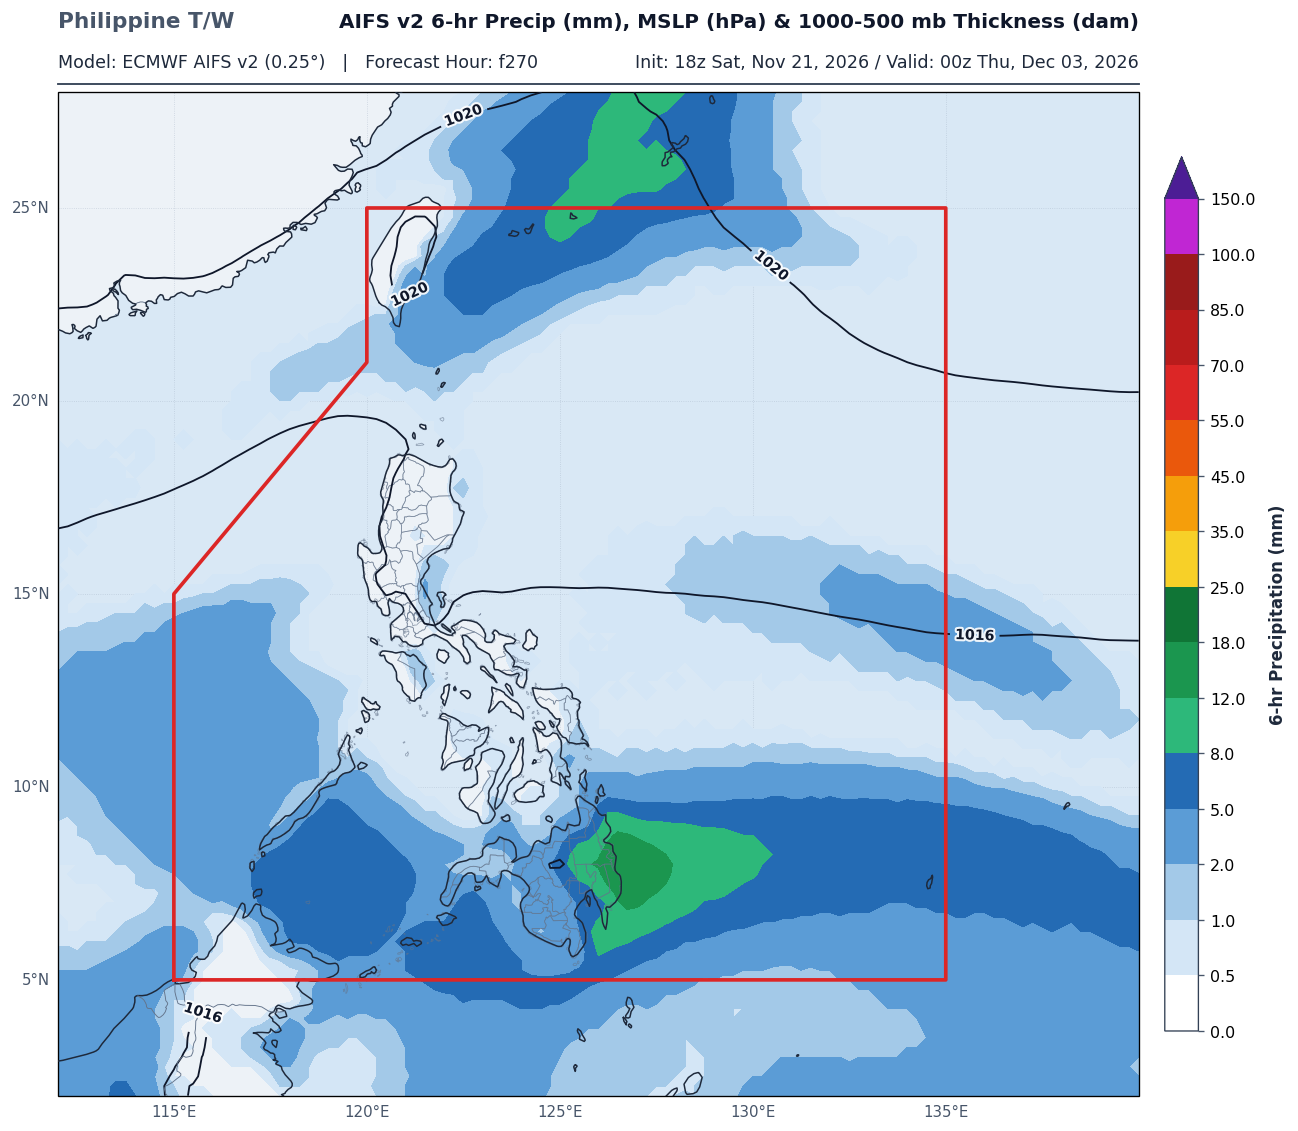 Philippine T/W
AIFS v2 6-hr Precip (mm), MSLP (hPa) & 1000-500 mb Thickness (dam)
Model: ECMWF AIFS v2 (0.25°) | Forecast Hour: f270
Init: 18z Sat, Nov 21, 2026 / Valid: 00z Thu, Dec 03, 2026
1020
1020
1020
1016
1016
25°N
20°N
15°N
10°N
5°N
115°E
120°E
125°E
130°E
135°E
150.0
100.0
85.0
70.0
55.0
45.0
35.0
25.0
18.0
12.0
8.0
5.0
2.0
1.0
0.5
0.0
6-hr Precipitation (mm)